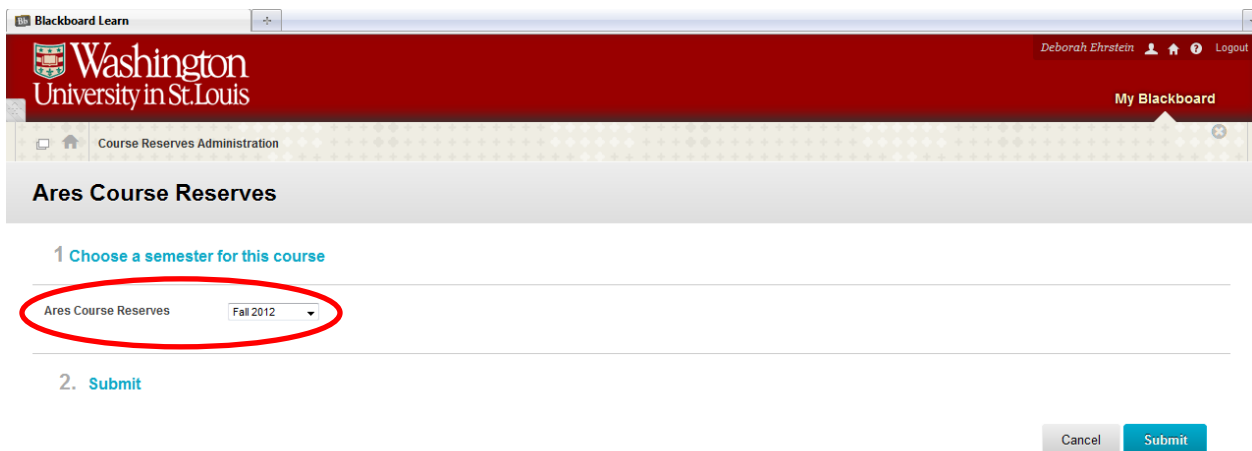 Bb Blackboard Learn
Washington
University in St. Louis
Deborah Ehrstein ? Logout
My Blackboard
Course Reserves Administration
Ares Course Reserves
1 Choose a semester for this course
Ares Course Reserves Fall 2012
2. Submit
Cancel Submit